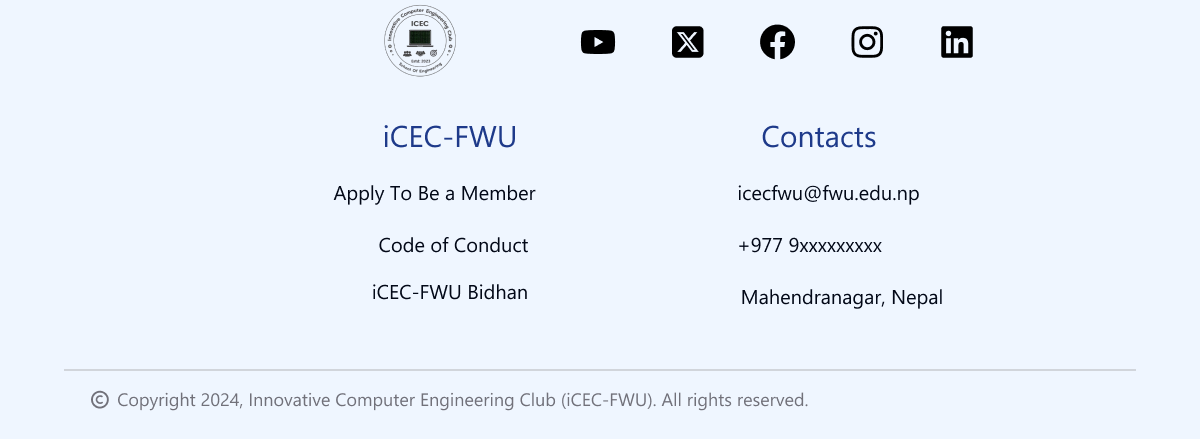 Innovative Computer Engineering Club
ICEC
Estd: 2023
School Of Engineering
iCEC-FWU
Apply To Be a Member
Code of Conduct
iCEC-FWU Bidhan
Contacts
icecfwu@fwu.edu.np
+977 9xxxxxxxxx
Mahendranagar, Nepal
© Copyright 2024, Innovative Computer Engineering Club (iCEC-FWU). All rights reserved.